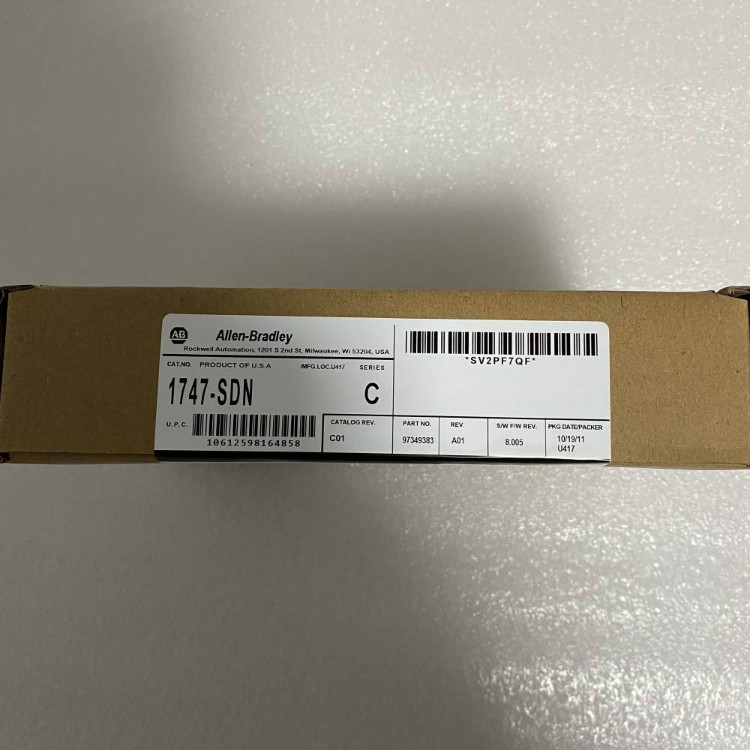 AB
Allen-Bradley
Rockwell Automation, 1201 S 2nd St, Milwaukee, Wi 53204, USA
CAT.NO. PRODUCT OF U.S.A /MFG.LOC.U417 SERIES
1747-SDN C
U.P.C.
10612598164858
*SV2PF7QF*
CATALOG REV. PART NO. REV. S/W F/W REV. PKG DATE/PACKER
C01 97349383 A01 8.005 10/19/11
U417